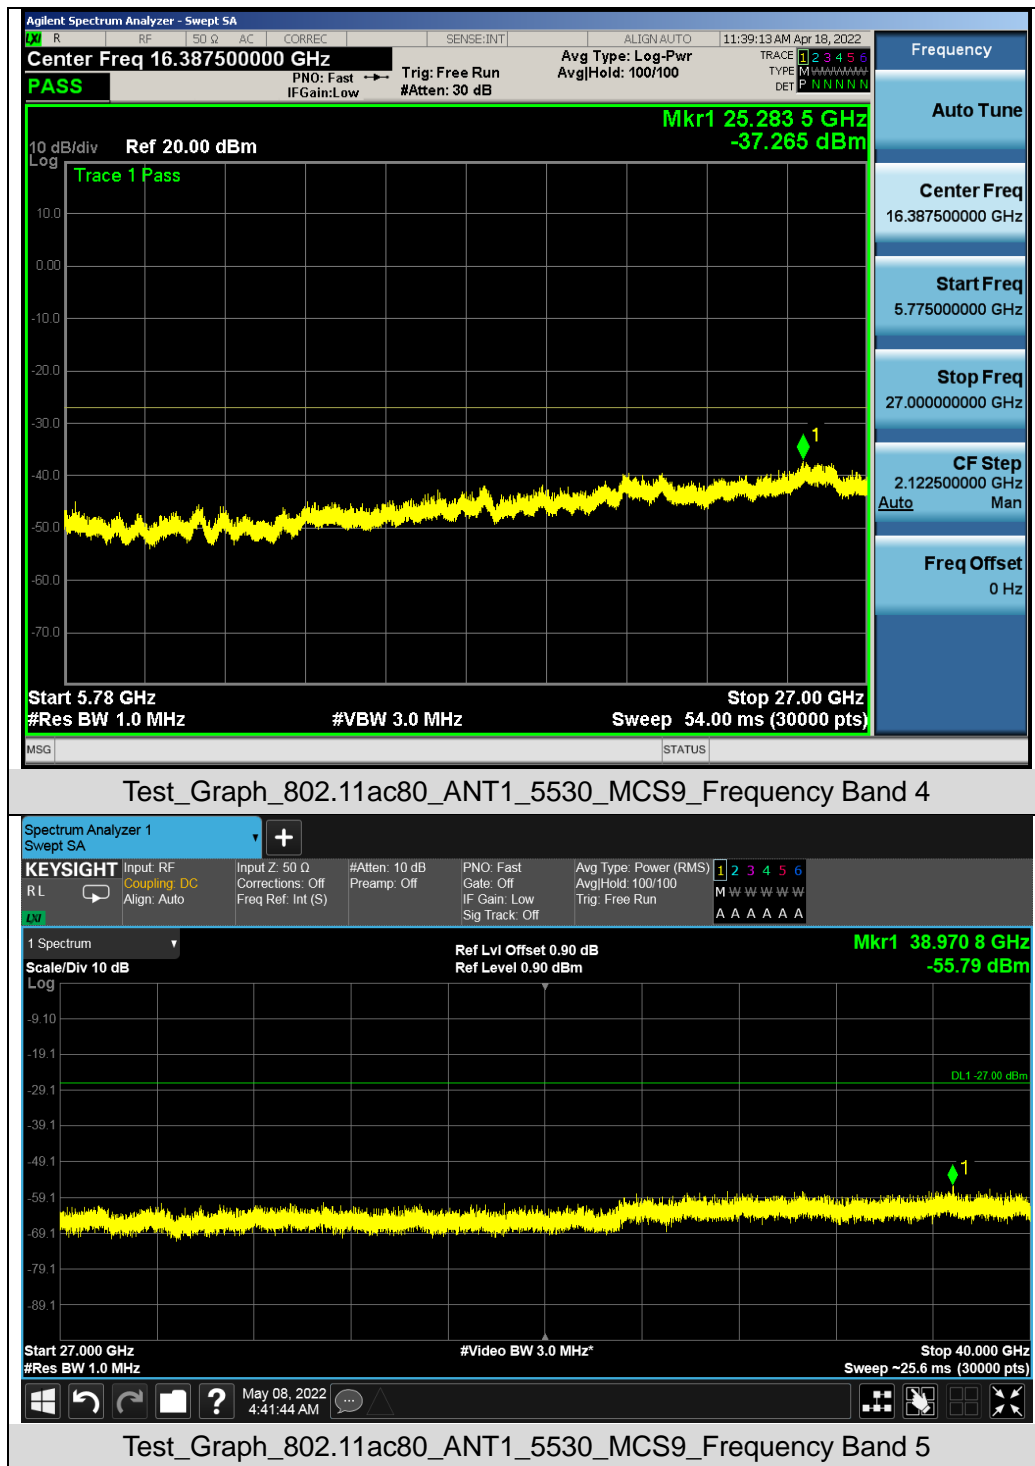 Agilent Spectrum Analyzer - Swept SA
LXI R RF 50 Ω AC CORREC SENSE:INT ALIGN AUTO 11:39:13 AM Apr 18, 2022
Center Freq 16.387500000 GHz
PASS
PNO: Fast
IFGain:Low
Trig: Free Run
#Atten: 30 dB
Avg Type: Log-Pwr
Avg|Hold: 100/100
TRACE 1 2 3 4 5 6
TYPE M W W W W W
DET P N N N N N
Mkr1 25.283 5 GHz
-37.265 dBm
10 dB/div Ref 20.00 dBm
Log
Trace 1 Pass
10.0
0.00
-10.0
-20.0
-30.0
1
-40.0
-50.0
-60.0
-70.0
Start 5.78 GHz Stop 27.00 GHz
#Res BW 1.0 MHz #VBW 3.0 MHz Sweep 54.00 ms (30000 pts)
MSG STATUS
Frequency
Auto Tune
Center Freq
16.387500000 GHz
Start Freq
5.775000000 GHz
Stop Freq
27.000000000 GHz
CF Step
2.122500000 GHz
Auto Man
Freq Offset
0 Hz
Test_Graph_802.11ac80_ANT1_5530_MCS9_Frequency Band 4
Spectrum Analyzer 1
Swept SA
+
KEYSIGHT
R L
LXI
Input: RF
Coupling: DC
Align: Auto
Input Z: 50 Ω
Corrections: Off
Freq Ref: Int (S)
#Atten: 10 dB
Preamp: Off
PNO: Fast
Gate: Off
IF Gain: Low
Sig Track: Off
Avg Type: Power (RMS)
Avg|Hold: 100/100
Trig: Free Run
1 2 3 4 5 6
M W W W W W
A A A A A A
1 Spectrum
Scale/Div 10 dB
Log
Ref Lvl Offset 0.90 dB
Ref Level 0.90 dBm
Mkr1 38.970 8 GHz
-55.79 dBm
-9.10
-19.1
DL1 -27.00 dBm
-29.1
-39.1
-49.1
1
-59.1
-69.1
-79.1
-89.1
Start 27.000 GHz #Video BW 3.0 MHz* Stop 40.000 GHz
#Res BW 1.0 MHz Sweep ~25.6 ms (30000 pts)
?
May 08, 2022
4:41:44 AM
Test_Graph_802.11ac80_ANT1_5530_MCS9_Frequency Band 5